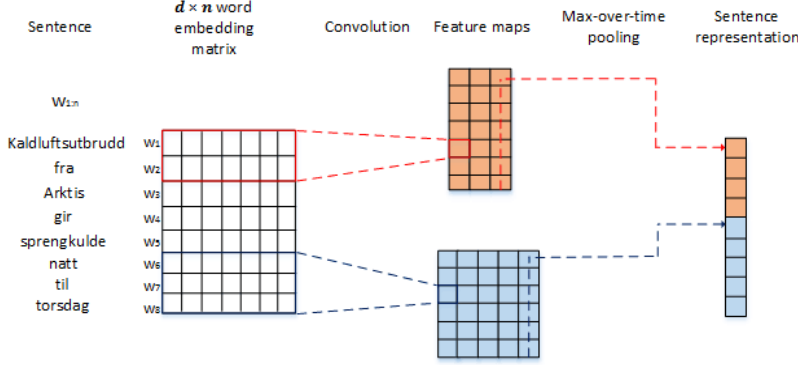 Sentence
d × n word
embedding
matrix
Convolution
Feature maps
Max-over-time
pooling
Sentence
representation
W1:n
Kaldluftsutbrudd W1
fra W2
Arktis W3
gir W4
sprengkulde W5
natt W6
til W7
torsdag W8